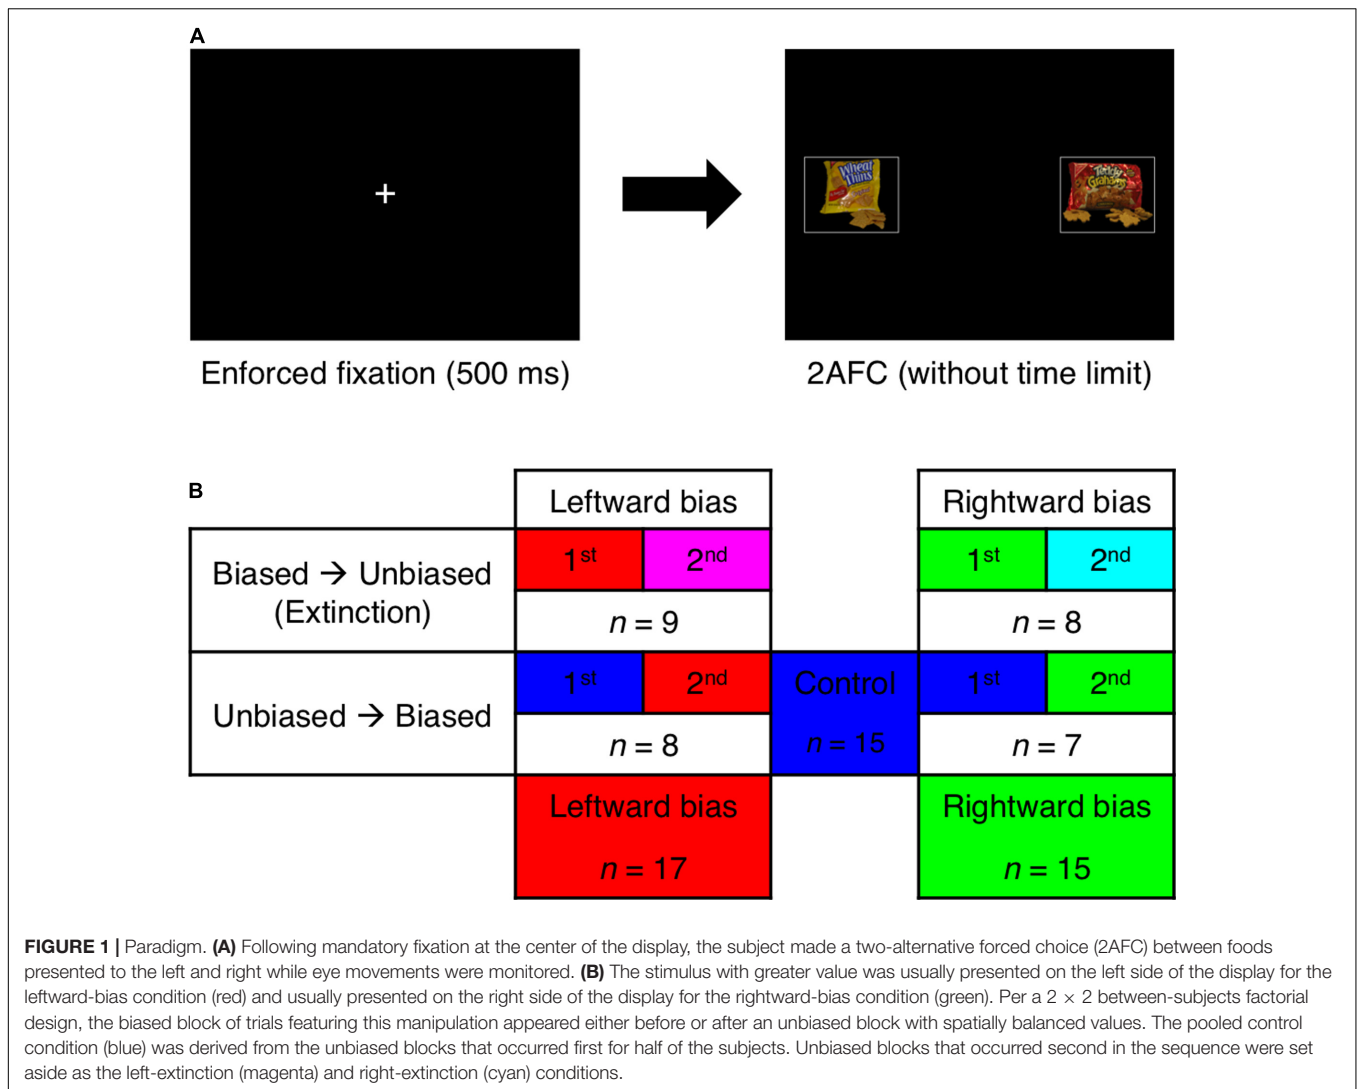 A
+
Wheat
Thins
Teddy
Grahams
Enforced fixation (500 ms)
2AFC (without time limit)
B
Leftward bias
Rightward bias
Biased → Unbiased
(Extinction)
1st
2nd
1st
2nd
n = 9
n = 8
Unbiased → Biased
1st
2nd
Control
1st
2nd
n = 8
n = 15
n = 7
Leftward bias
Rightward bias
n = 17
n = 15
FIGURE 1 | Paradigm. (A) Following mandatory fixation at the center of the display, the subject made a two-alternative forced choice (2AFC) between foods
presented to the left and right while eye movements were monitored. (B) The stimulus with greater value was usually presented on the left side of the display for the
leftward-bias condition (red) and usually presented on the right side of the display for the rightward-bias condition (green). Per a 2 × 2 between-subjects factorial
design, the biased block of trials featuring this manipulation appeared either before or after an unbiased block with spatially balanced values. The pooled control
condition (blue) was derived from the unbiased blocks that occurred first for half of the subjects. Unbiased blocks that occurred second in the sequence were set
aside as the left-extinction (magenta) and right-extinction (cyan) conditions.